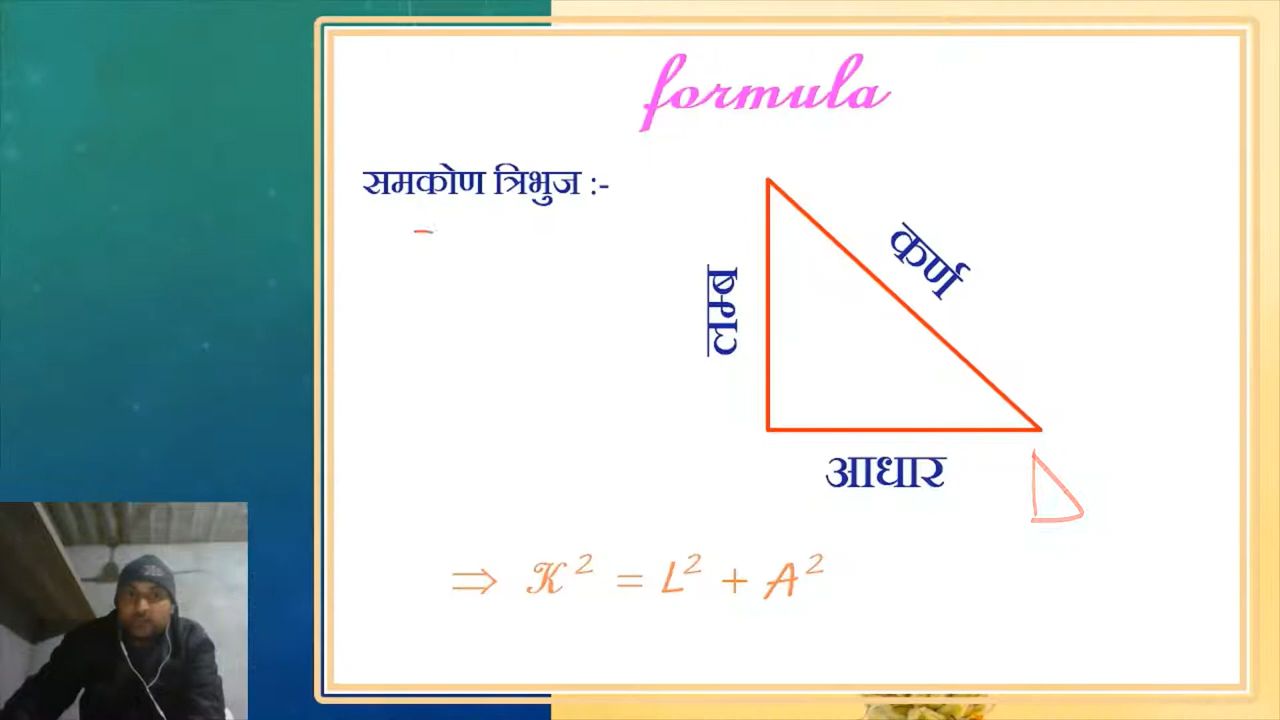 formula
समकोण त्रिभुज :-
लम्ब
कर्ण
आधार
⇒ K² = L² + A²